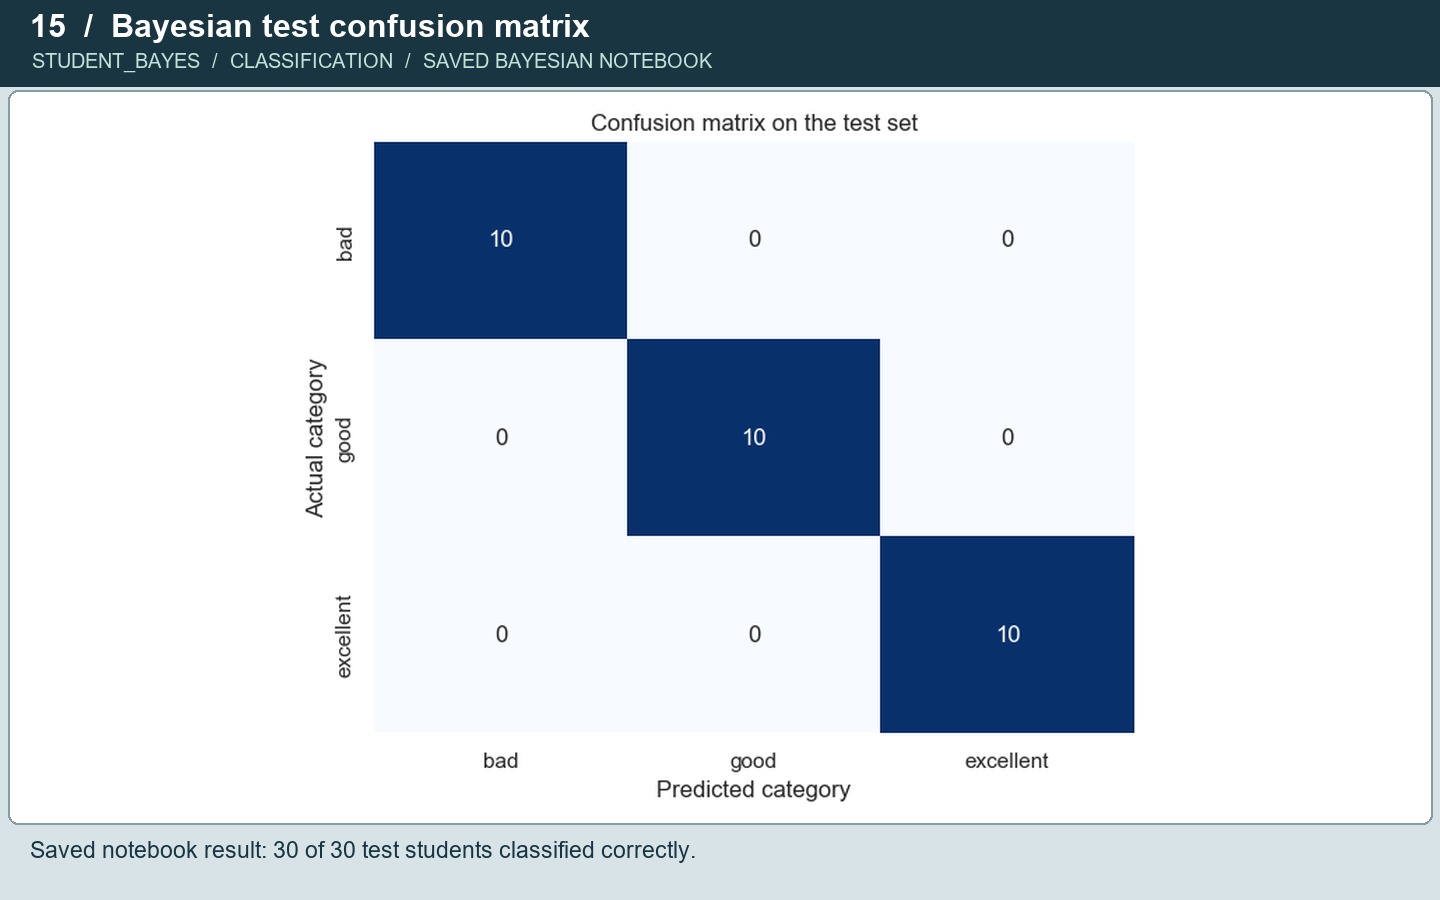 15 / Bayesian test confusion matrix
STUDENT_BAYES / CLASSIFICATION / SAVED BAYESIAN NOTEBOOK
Confusion matrix on the test set
Actual category
bad
10 0 0
good
0 10 0
excellent
0 0 10
bad good excellent
Predicted category
Saved notebook result: 30 of 30 test students classified correctly.